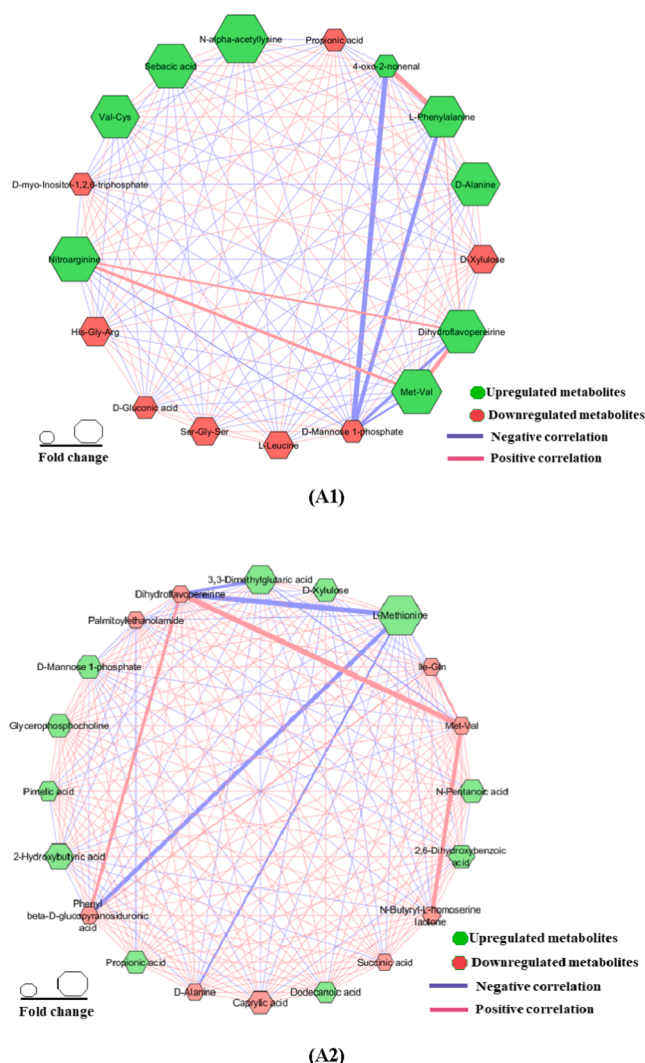 N-alpha-acetyllysine
Propionic acid
Sebacic acid
4-oxo-2-nonenal
Val-Cys
L-Phenylalanine
D-myo-Inositol-1,2,6-triphosphate
D-Alanine
Nitroarginine
D-Xylulose
His-Gly-Arg
Dihydroflavopereirine
Met-Val
D-Gluconic acid
Ser-Gly-Ser
L-Leucine
D-Mannose 1-phosphate
Upregulated metabolites
Downregulated metabolites
Negative correlation
Positive correlation
Fold change
(A1)
3,3-Dimethylglularic acid
Dihydroflavopereirine
D-Xylulose
Palmitoylethanolamide
L-Methionine
D-Mannose 1-phosphate
Ile-Gln
Glycerophosphocholine
Met-Val
Pimelic acid
N-Pentanoic acid
2-Hydroxybutyric acid
2,6-Dihydroxybenzoic
acid
Phenyl
beta-D-glucopyranosiduronic
acid
N-Butyryl-L-homoserine
lactone
Propionic acid
Succinic acid
D-Alanine
Caprylic acid
Dodecanoic acid
Upregulated metabolites
Downregulated metabolites
Negative correlation
Positive correlation
Fold change
(A2)